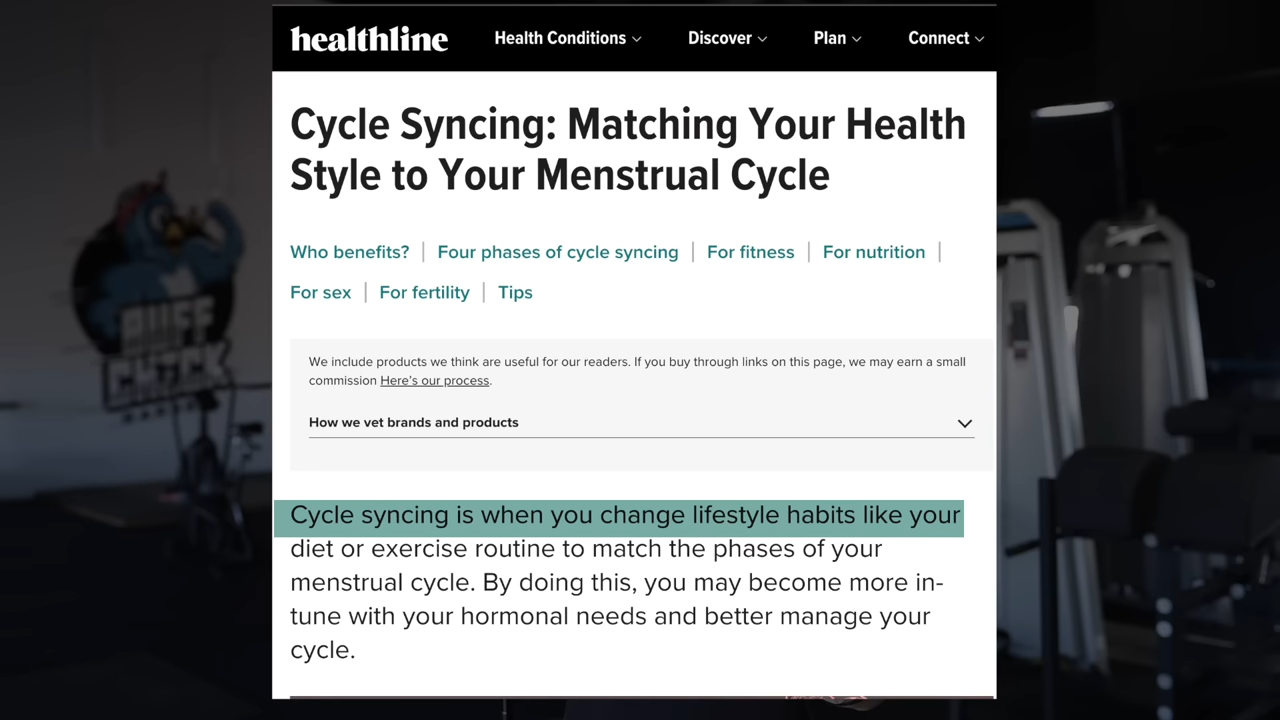 healthline
Health Conditions
Discover
Plan
Connect
Cycle Syncing: Matching Your Health
Style to Your Menstrual Cycle
Who benefits? | Four phases of cycle syncing | For fitness | For nutrition |
For sex | For fertility | Tips
We include products we think are useful for our readers. If you buy through links on this page, we may earn a small
commission Here's our process.
How we vet brands and products
Cycle syncing is when you change lifestyle habits like your
diet or exercise routine to match the phases of your
menstrual cycle. By doing this, you may become more in-
tune with your hormonal needs and better manage your
cycle.
BUFF
CHICK